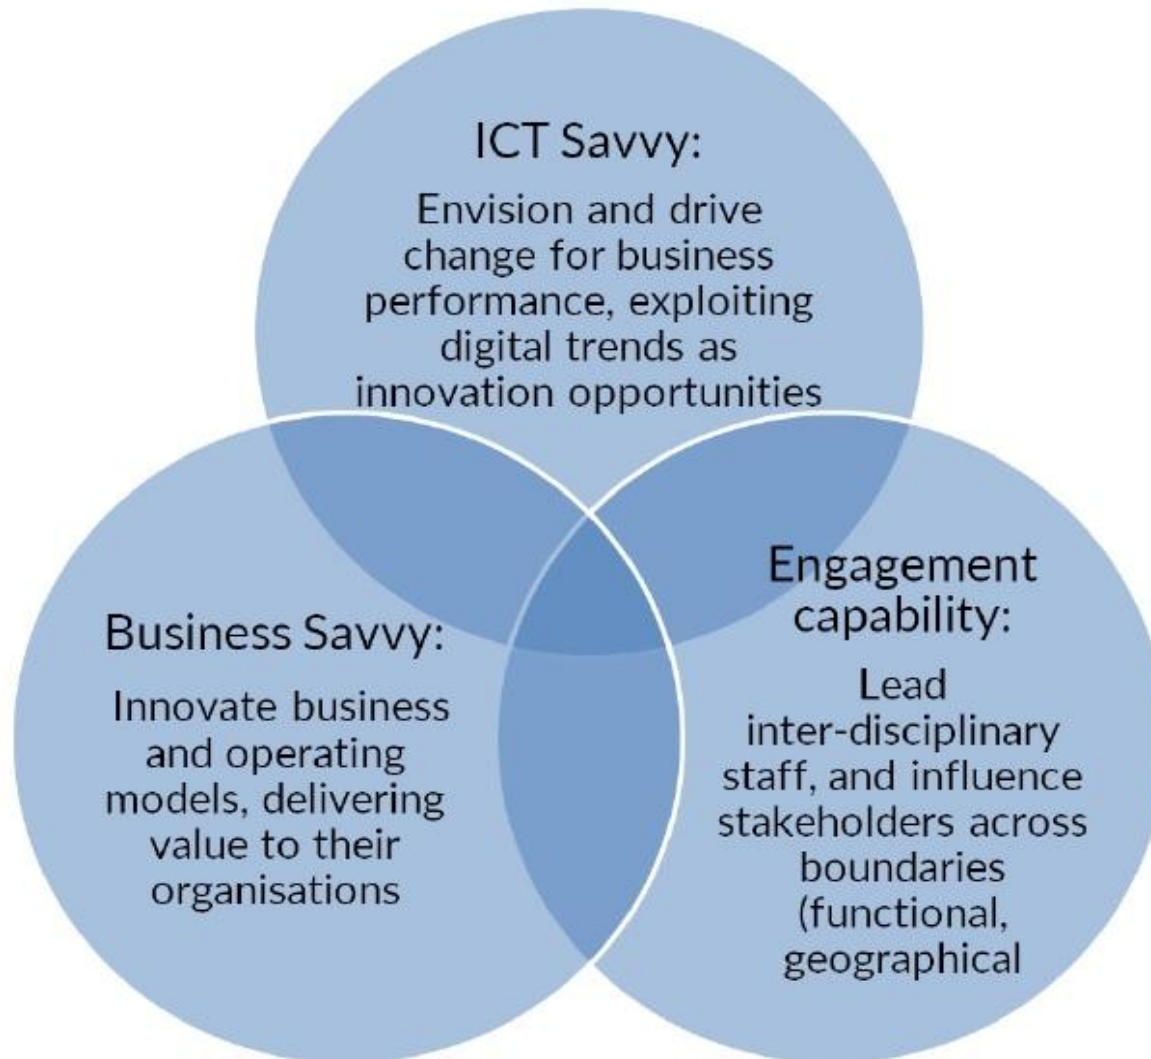 ICT Savvy:
Envision and drive
change for business
performance, exploiting
digital trends as
innovation opportunities
Business Savvy:
Innovate business
and operating
models, delivering
value to their
organisations
Engagement
capability:
Lead
inter-disciplinary
staff, and influence
stakeholders across
boundaries
(functional,
geographical